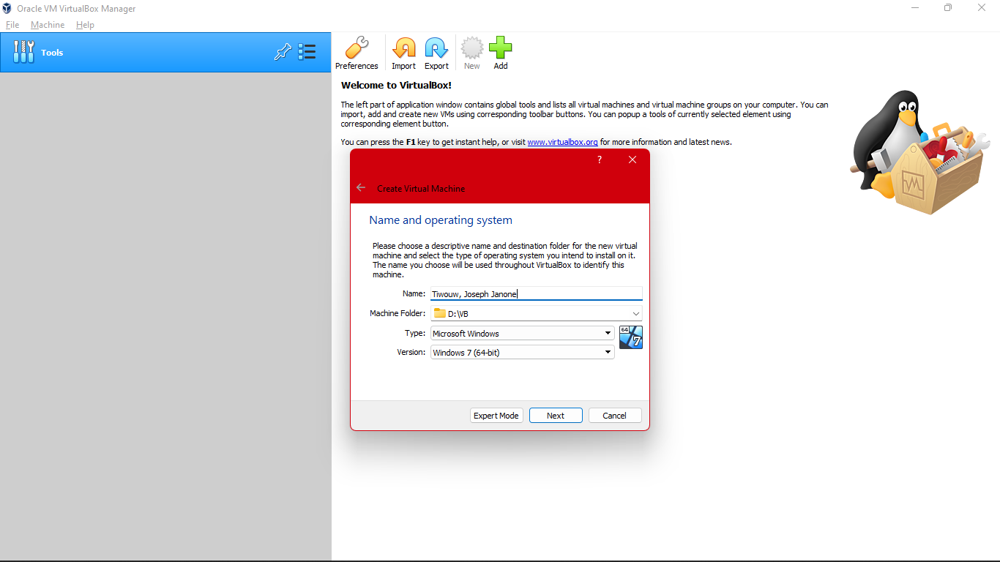 Oracle VM VirtualBox Manager
File Machine Help
Tools
Preferences Import Export New Add
Welcome to VirtualBox!
The left part of application window contains global tools and lists all virtual machines and virtual machine groups on your computer. You can
import, add and create new VMs using corresponding toolbar buttons. You can popup a tools of currently selected element using
corresponding element button.
You can press the F1 key to get instant help, or visit www.virtualbox.org for more information and latest news.
?
Create Virtual Machine
Name and operating system
Please choose a descriptive name and destination folder for the new virtual
machine and select the type of operating system you intend to install on it.
The name you choose will be used throughout VirtualBox to identify this
machine.
Name: Tiwouw, Joseph Janone
Machine Folder: D:\VB
Type: Microsoft Windows
64
7
Version: Windows 7 (64-bit)
Expert Mode Next Cancel